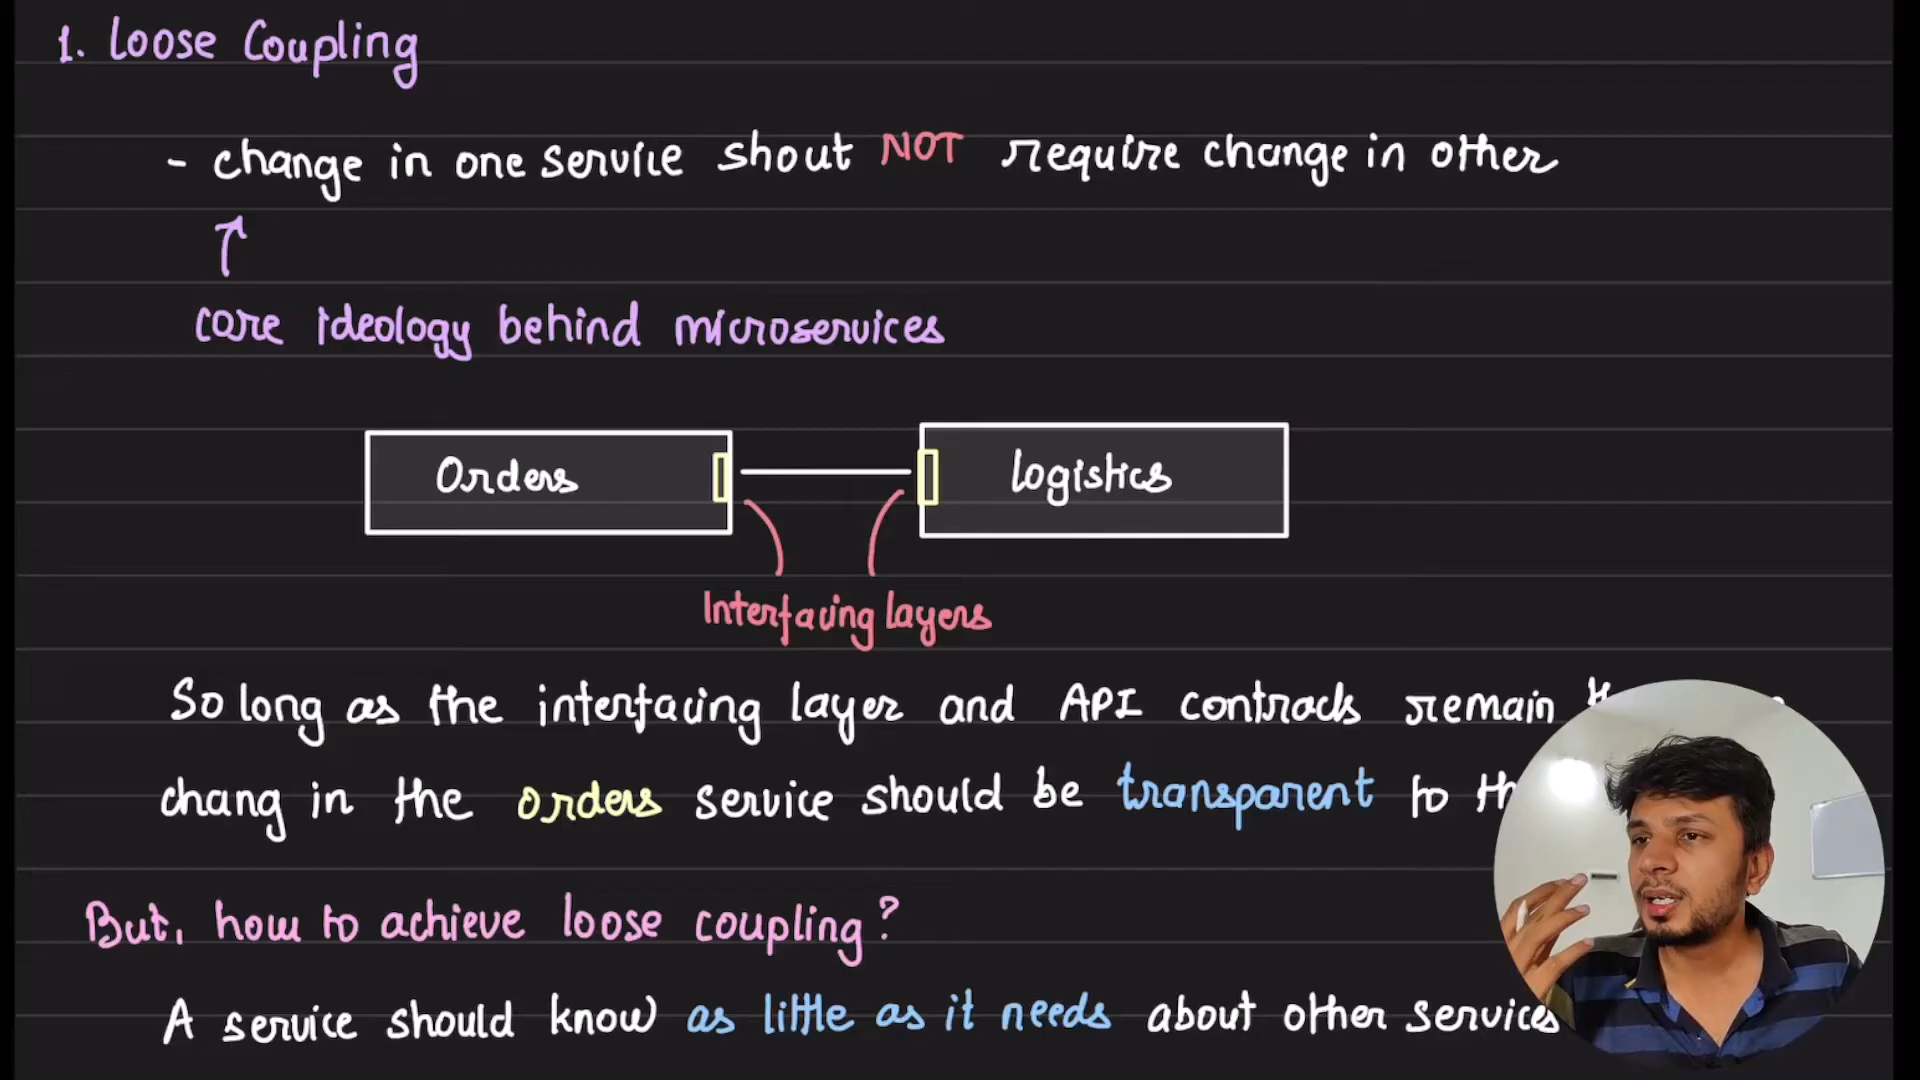 1. Loose Coupling
- change in one service shout NOT require change in other
core ideology behind microservices
Orders
logistics
Interfacing layers
So long as the interfacing layer and API contracts remain
chang in the orders service should be transparent to
But, how to achieve loose coupling?
A service should know as little as it needs about other services